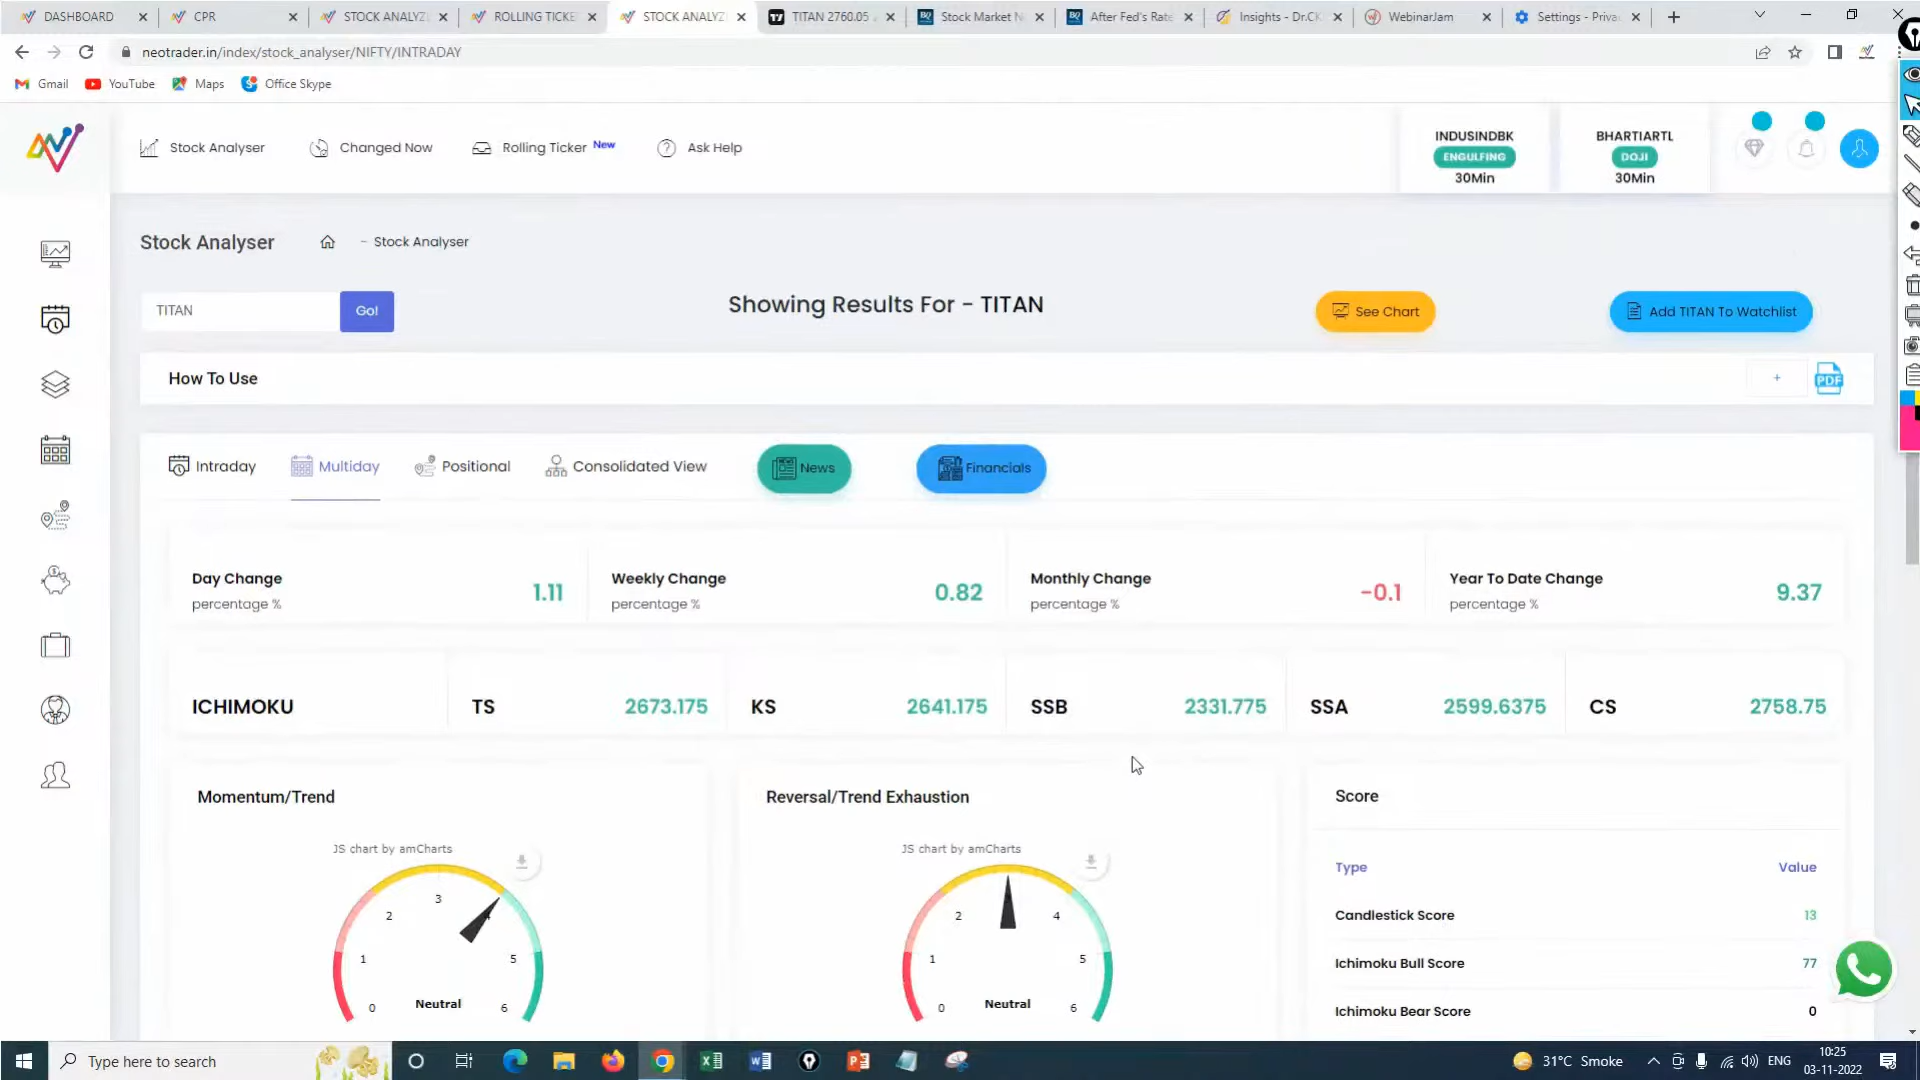 DASHBOARD
CPR
STOCK ANALYZ
ROLLING TICKE
STOCK ANALYZ
TITAN 2760.05
Stock Market N
After Fed's Rate
Insights - Dr.CK
WebinarJam
Settings - Priva
neotrader.in/index/stock_analyser/NIFTY/INTRADAY
Gmail
YouTube
Maps
Office Skype
Stock Analyser
Changed Now
Rolling Ticker New
Ask Help
INDUSINDBK
ENGULFING
30Min
BHARTIARTL
DOJI
30Min
Stock Analyser
- Stock Analyser
TITAN
Go!
Showing Results For - TITAN
See Chart
Add TITAN To Watchlist
How To Use
+
PDF
Intraday
Multiday
Positional
Consolidated View
News
Financials
Day Change
percentage %
1.11
Weekly Change
percentage %
0.82
Monthly Change
percentage %
-0.1
Year To Date Change
percentage %
9.37
ICHIMOKU
TS 2673.175
KS 2641.175
SSB 2331.775
SSA 2599.6375
CS 2758.75
Momentum/Trend
JS chart by amCharts
0
1
2
3
4
5
6
Neutral
Reversal/Trend Exhaustion
JS chart by amCharts
0
1
2
4
5
6
Neutral
Score
Type Value
Candlestick Score 13
Ichimoku Bull Score 77
Ichimoku Bear Score 0
Type here to search
31°C Smoke
ENG
10:25
03-11-2022